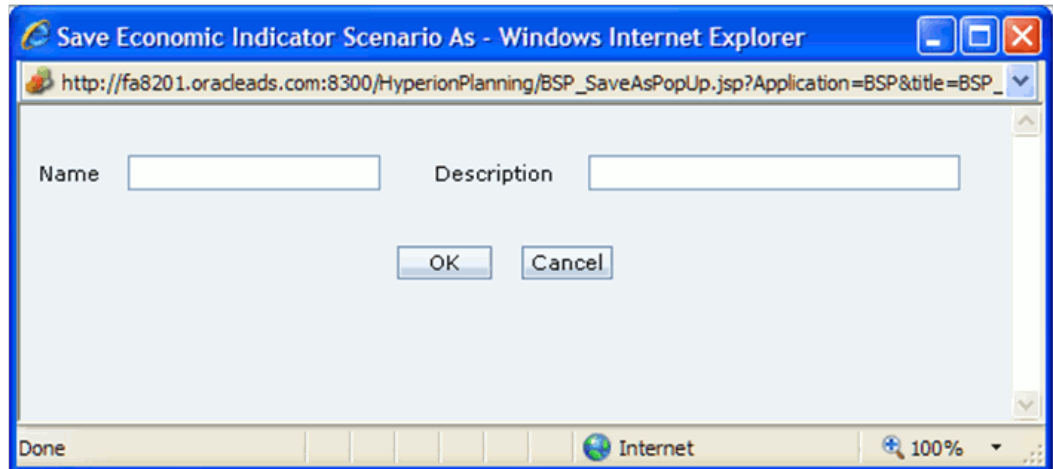 Save Economic Indicator Scenario As - Windows Internet Explorer
http://fa8201.oracleads.com:8300/HyperionPlanning/BSP_SaveAsPopUp.jsp?Application=BSP&title=BSP_
Name Description
OK Cancel
Done Internet 100%